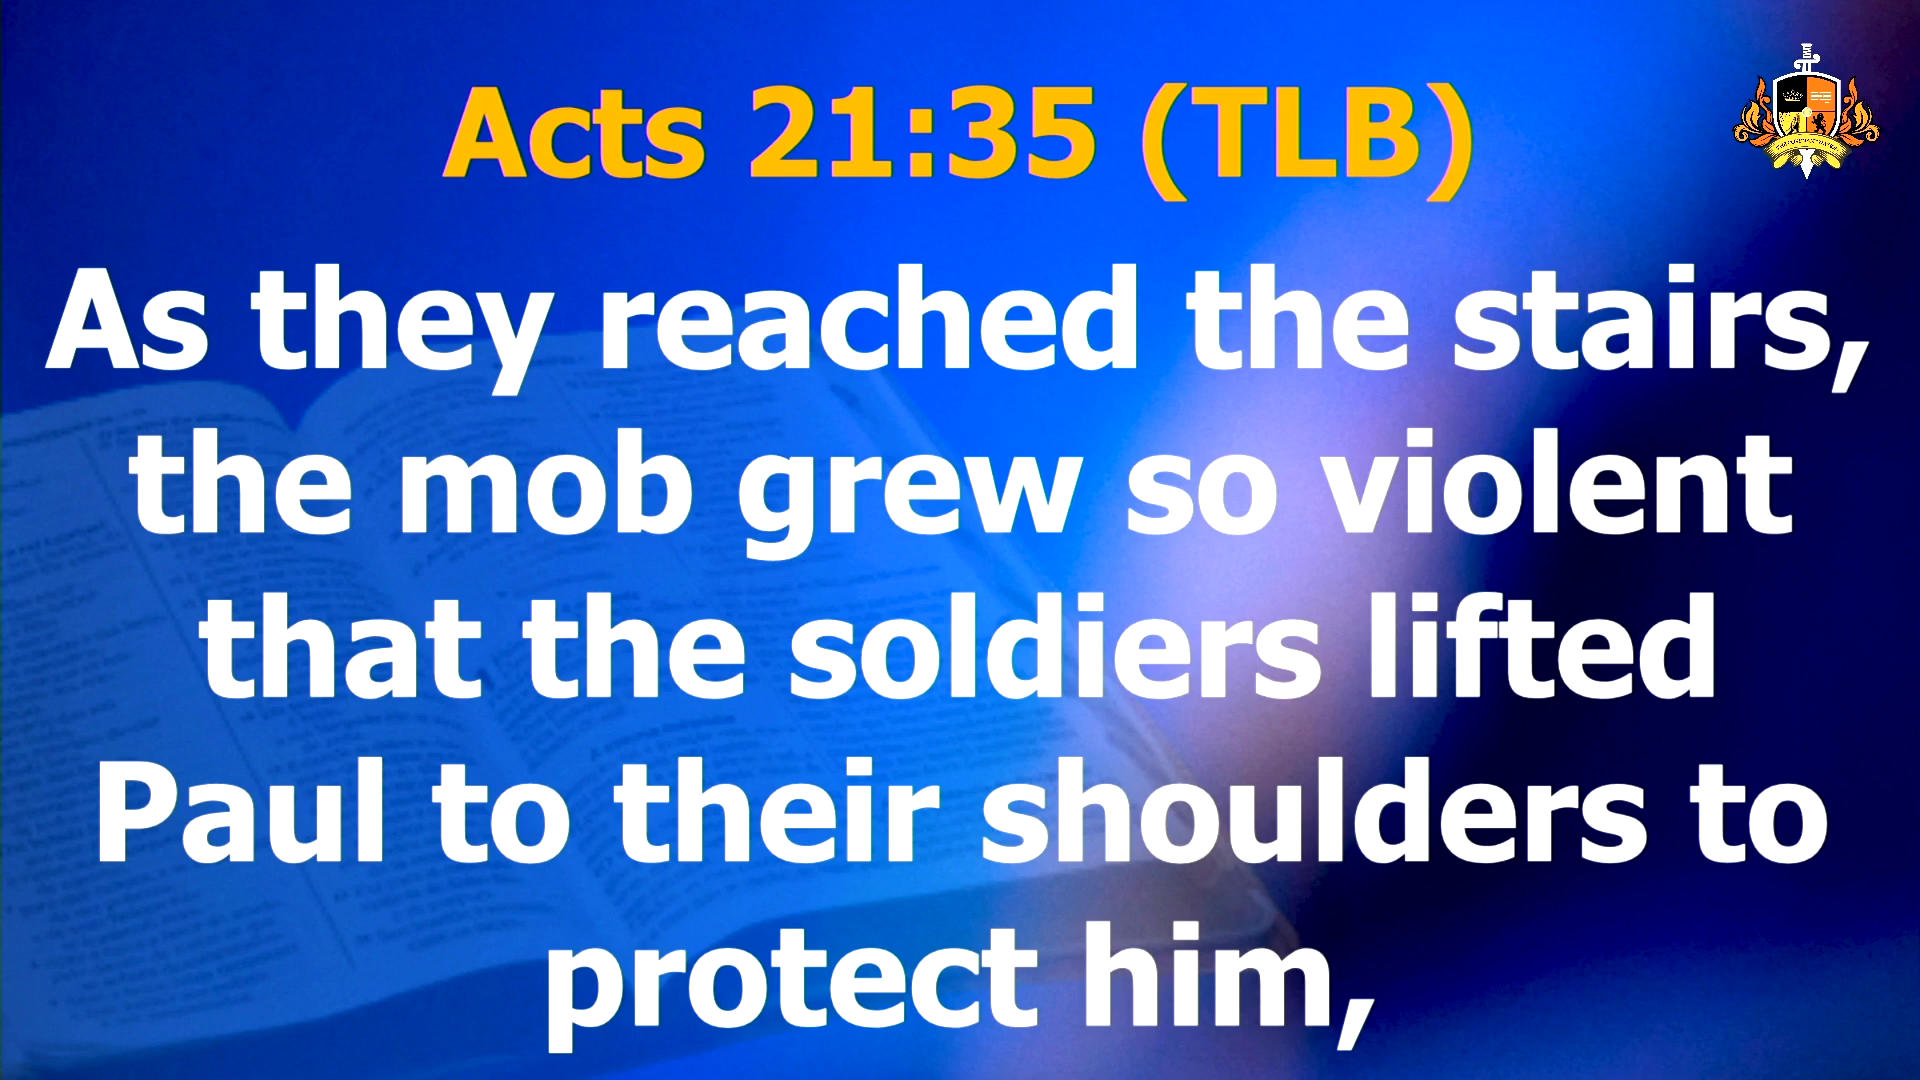 Acts 21:35 (TLB)
As they reached the stairs,
the mob grew so violent
that the soldiers lifted
Paul to their shoulders to
protect him,